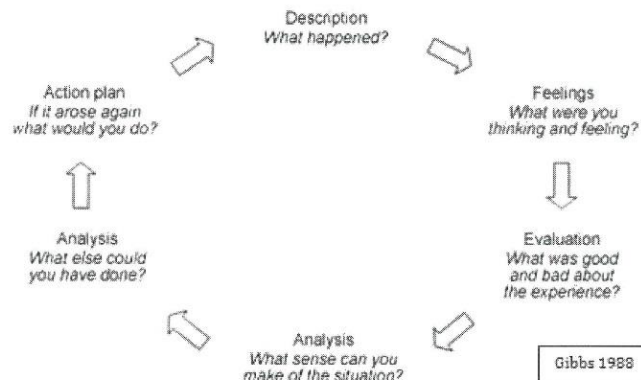 Description
What happened?
Feelings
What were you
thinking and feeling?
Evaluation
What was good
and bad about
the experience?
Analysis
What sense can you
make of the situation?
Analysis
What else could
you have done?
Action plan
If it arose again
what would you do?
Gibbs 1988